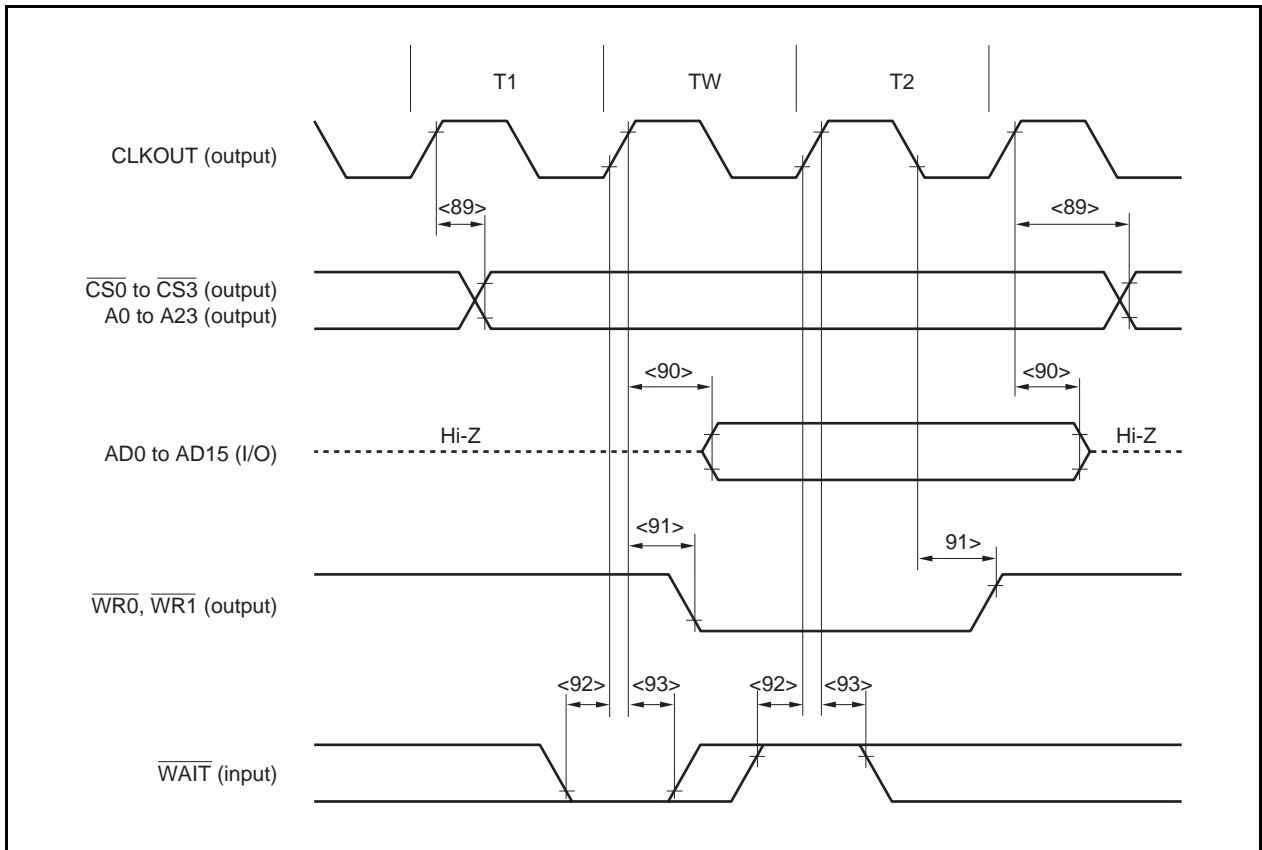 T1 TW T2
CLKOUT (output)
<89> <89>
CS0 to CS3 (output)
A0 to A23 (output)
<90> <90>
Hi-Z Hi-Z
AD0 to AD15 (I/O)
<91> 91>
WR0, WR1 (output)
<92> <93> <92> <93>
WAIT (input)